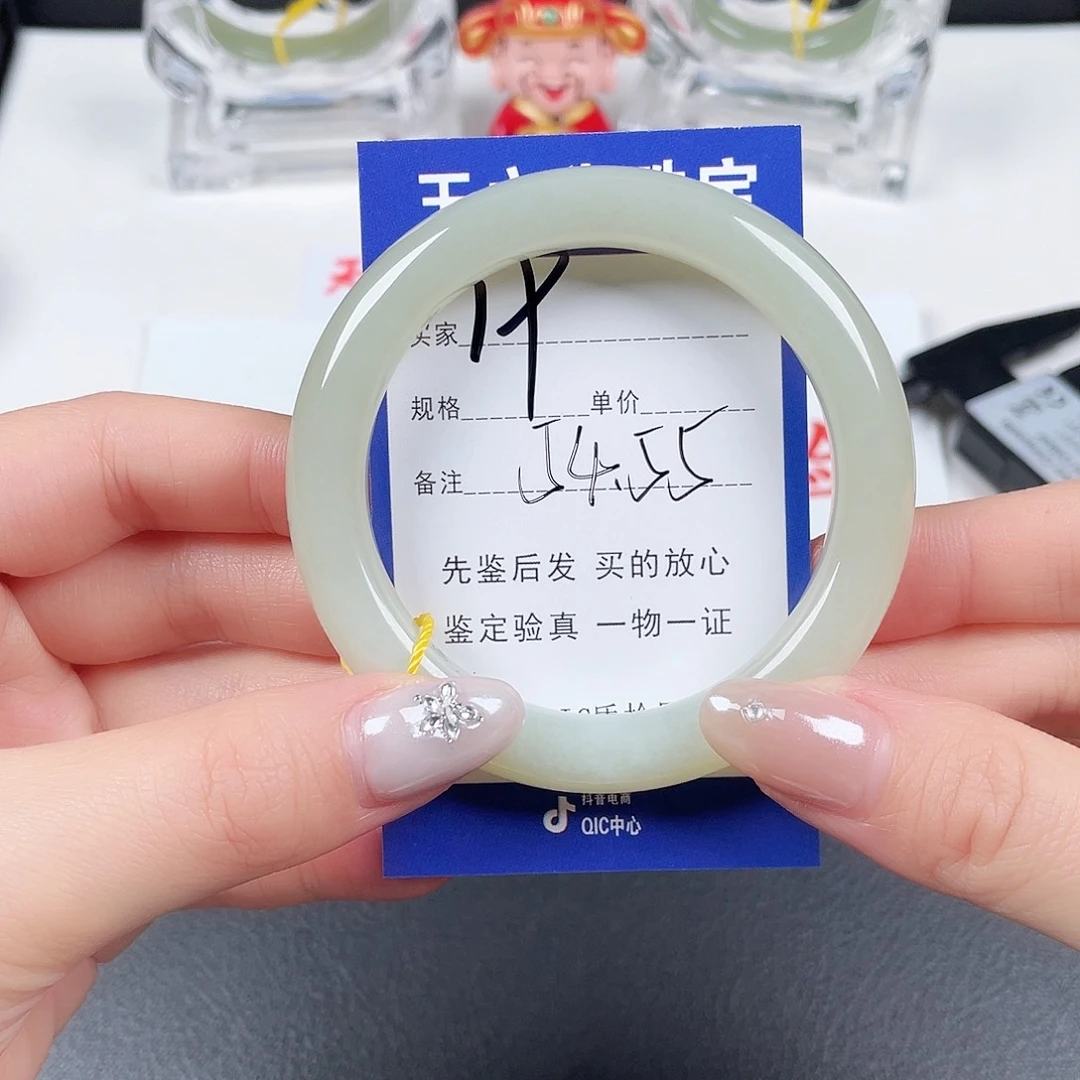 买家
规格 单价
备注 54.55
先鉴后发 买的放心
鉴定验真 一物一证
抖音电商
QIC中心